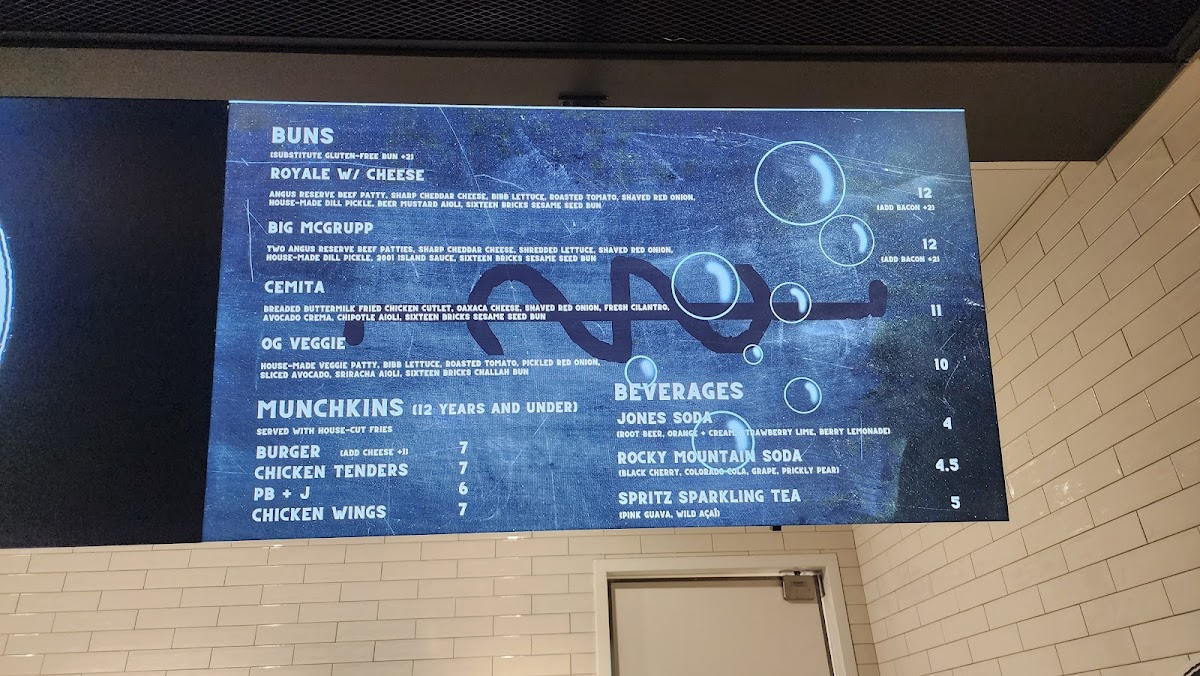 BUNS
(SUBSTITUTE GLUTEN-FREE BUN +2)
ROYALE W/ CHEESE
ANGUS RESERVE BEEF PATTY, SHARP CHEDDAR CHEESE, BIBB LETTUCE, ROASTED TOMATO, SHAVED RED ONION,
HOUSE-MADE DILL PICKLE, BEER MUSTARD AIOLI, SIXTEEN BRICKS SESAME SEED BUN
12
(ADD BACON +2)
BIG MCGRUPP
TWO ANGUS RESERVE BEEF PATTIES, SHARP CHEDDAR CHEESE, SHREDDED LETTUCE, SHAVED RED ONION,
HOUSE-MADE DILL PICKLE, 2001 ISLAND SAUCE, SIXTEEN BRICKS SESAME SEED BUN
12
(ADD BACON +2)
CEMITA
BREADED BUTTERMILK FRIED CHICKEN CUTLET, OAXACA CHEESE, SHAVED RED ONION, FRESH CILANTRO,
AVOCADO CREMA, CHIPOTLE AIOLI, SIXTEEN BRICKS SESAME SEED BUN
11
OG VEGGIE
HOUSE-MADE VEGGIE PATTY, BIBB LETTUCE, ROASTED TOMATO, PICKLED RED ONION,
SLICED AVOCADO, SRIRACHA AIOLI, SIXTEEN BRICKS CHALLAH BUN
10
MUNCHKINS (12 YEARS AND UNDER)
SERVED WITH HOUSE-CUT FRIES
BURGER (ADD CHEESE +1) 7
CHICKEN TENDERS 7
PB + J 6
CHICKEN WINGS 7
BEVERAGES
JONES SODA 4
(ROOT BEER, ORANGE + CREAM, STRAWBERRY LIME, BERRY LEMONADE)
ROCKY MOUNTAIN SODA 4.5
(BLACK CHERRY, COLORADO COLA, GRAPE, PRICKLY PEAR)
SPRITZ SPARKLING TEA 5
(PINK GUAVA, WILD AÇAÍ)